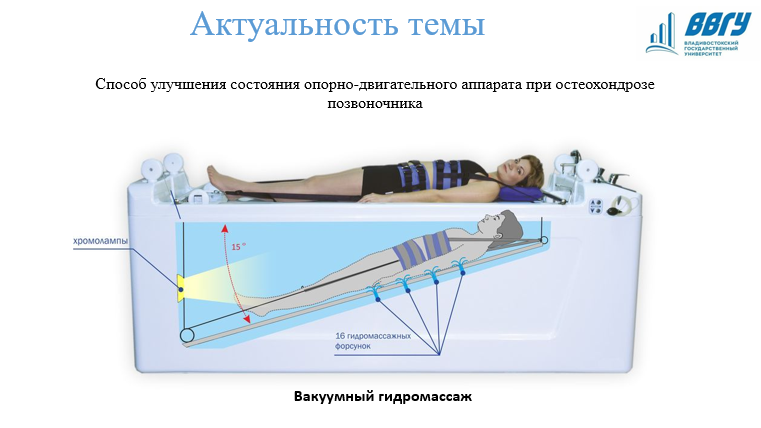 Актуальность темы
ВВГУ
ВЛАДИВОСТОКСКИЙ
ГОСУДАРСТВЕННЫЙ
УНИВЕРСИТЕТ
Способ улучшения состояния опорно-двигательного аппарата при остеохондрозе
позвоночника
хромолампы
15 °
16 гидромассажных
форсунок
Вакуумный гидромассаж